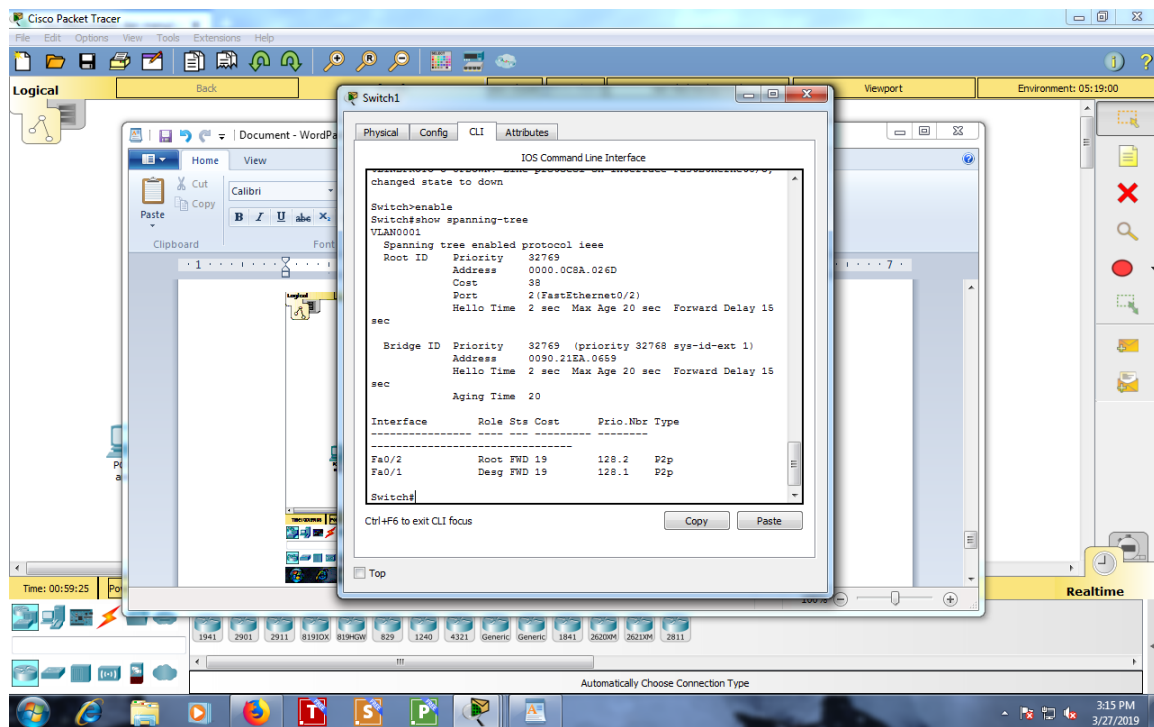 Cisco Packet Tracer
File Edit Options View Tools Extensions Help
Logical
Back
Viewport
Environment: 05:19:00
Document - WordPa
Home View
Cut
Copy
Paste
Clipboard
Calibri
B I U abc X₂
Font
1
7
Switch1
Physical Config CLI Attributes
IOS Command Line Interface
changed state to down
Switch>enable
Switch#show spanning-tree
VLAN0001
Spanning tree enabled protocol ieee
Root ID Priority 32769
Address 0000.0C8A.026D
Cost 38
Port 2(FastEthernet0/2)
Hello Time 2 sec Max Age 20 sec Forward Delay 15
sec
Bridge ID Priority 32769 (priority 32768 sys-id-ext 1)
Address 0090.21EA.0659
Hello Time 2 sec Max Age 20 sec Forward Delay 15
sec
Aging Time 20
Interface Role Sts Cost Prio.Nbr Type
---------------- ---- --- --------- --------
--------------------------------
Fa0/2 Root FWD 19 128.2 P2p
Fa0/1 Desg FWD 19 128.1 P2p
Switch#
Ctrl+F6 to exit CLI focus
Copy
Paste
Top
100%
Time: 00:59:25
Realtime
1941 2901 2911 819IOX 819HGW 829 1240 4321 Generic Generic 1841 2620XM 2621XM 2811
Automatically Choose Connection Type
3:15 PM
3/27/2019